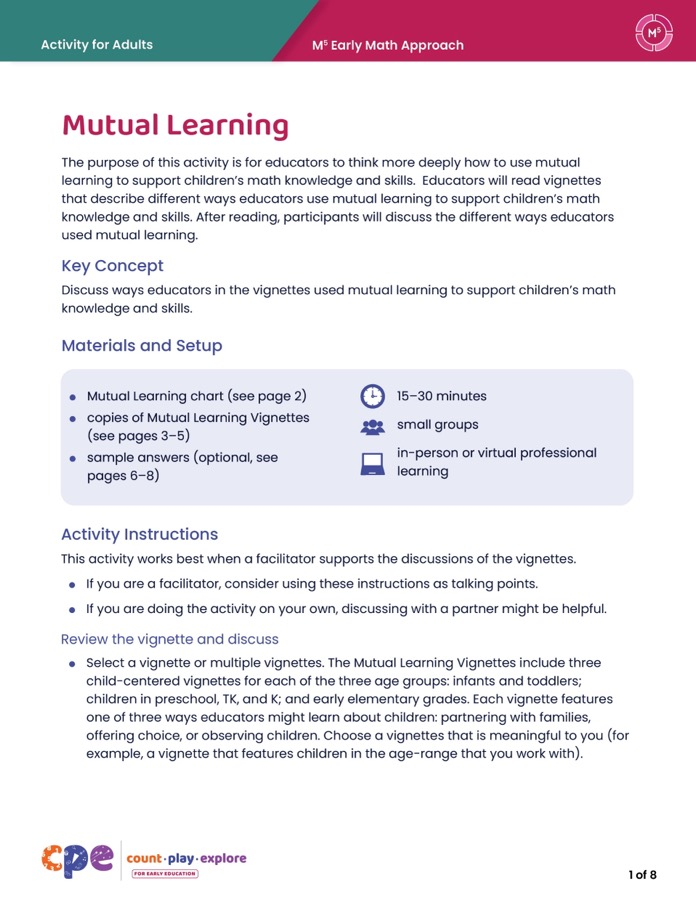 Activity for Adults
M⁵ Early Math Approach
M⁵
Mutual Learning
The purpose of this activity is for educators to think more deeply how to use mutual
learning to support children's math knowledge and skills.  Educators will read vignettes
that describe different ways educators use mutual learning to support children's math
knowledge and skills. After reading, participants will discuss the different ways educators
used mutual learning.
Key Concept
Discuss ways educators in the vignettes used mutual learning to support children's math
knowledge and skills.
Materials and Setup
• Mutual Learning chart (see page 2)
• copies of Mutual Learning Vignettes
(see pages 3–5)
• sample answers (optional, see
pages 6–8)
15–30 minutes
small groups
in-person or virtual professional
learning
Activity Instructions
This activity works best when a facilitator supports the discussions of the vignettes.
• If you are a facilitator, consider using these instructions as talking points.
• If you are doing the activity on your own, discussing with a partner might be helpful.
Review the vignette and discuss
• Select a vignette or multiple vignettes. The Mutual Learning Vignettes include three
child-centered vignettes for each of the three age groups: infants and toddlers;
children in preschool, TK, and K; and early elementary grades. Each vignette features
one of three ways educators might learn about children: partnering with families,
offering choice, or observing children. Choose a vignettes that is meaningful to you (for
example, a vignette that features children in the age-range that you work with).
cpe
count·play·explore
FOR EARLY EDUCATION
1 of 8